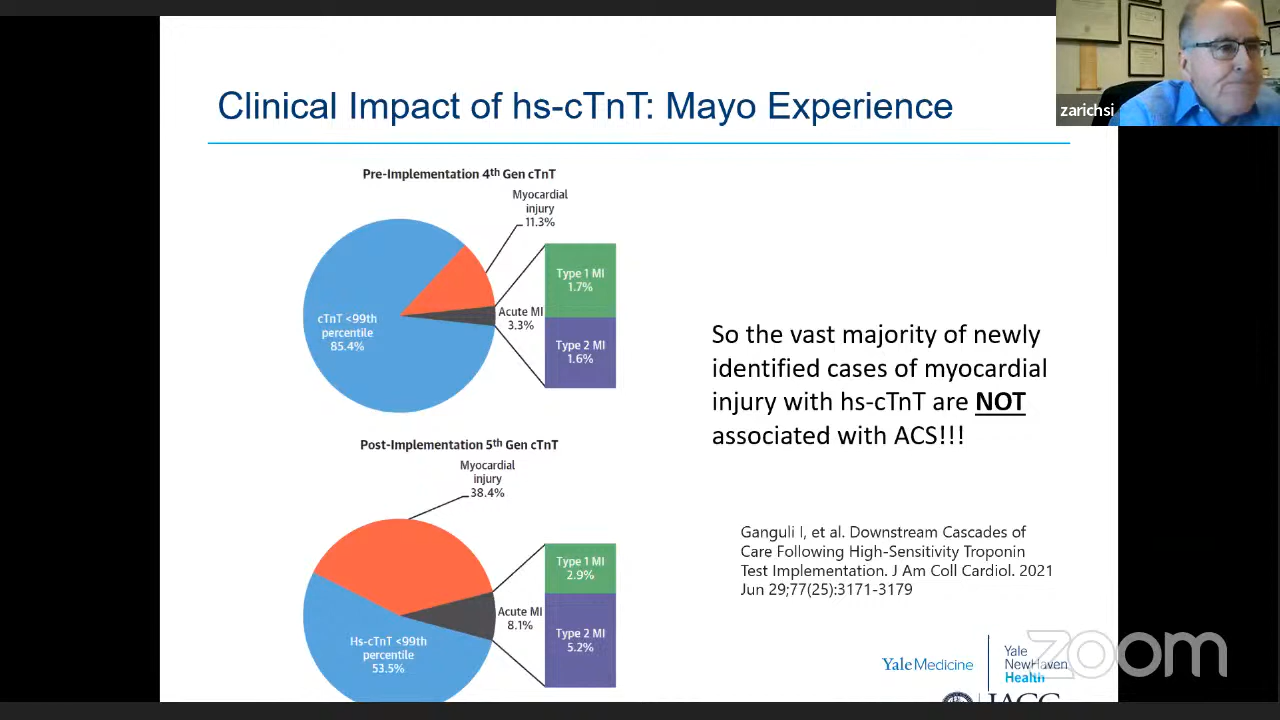 Clinical Impact of hs-cTnT: Mayo Experience
zarichsi
Pre-Implementation 4th Gen cTnT
Myocardial
injury
11.3%
cTnT <99th
percentile
85.4%
Acute MI
3.3%
Type 1 MI
1.7%
Type 2 MI
1.6%
So the vast majority of newly
identified cases of myocardial
injury with hs-cTnT are NOT
associated with ACS!!!
Post-Implementation 5th Gen cTnT
Myocardial
injury
38.4%
Hs-cTnT <99th
percentile
53.5%
Acute MI
8.1%
Type 1 MI
2.9%
Type 2 MI
5.2%
Ganguli I, et al. Downstream Cascades of
Care Following High-Sensitivity Troponin
Test Implementation. J Am Coll Cardiol. 2021
Jun 29;77(25):3171-3179
Yale Medicine
Yale
NewHaven
Health
zoom
JACC